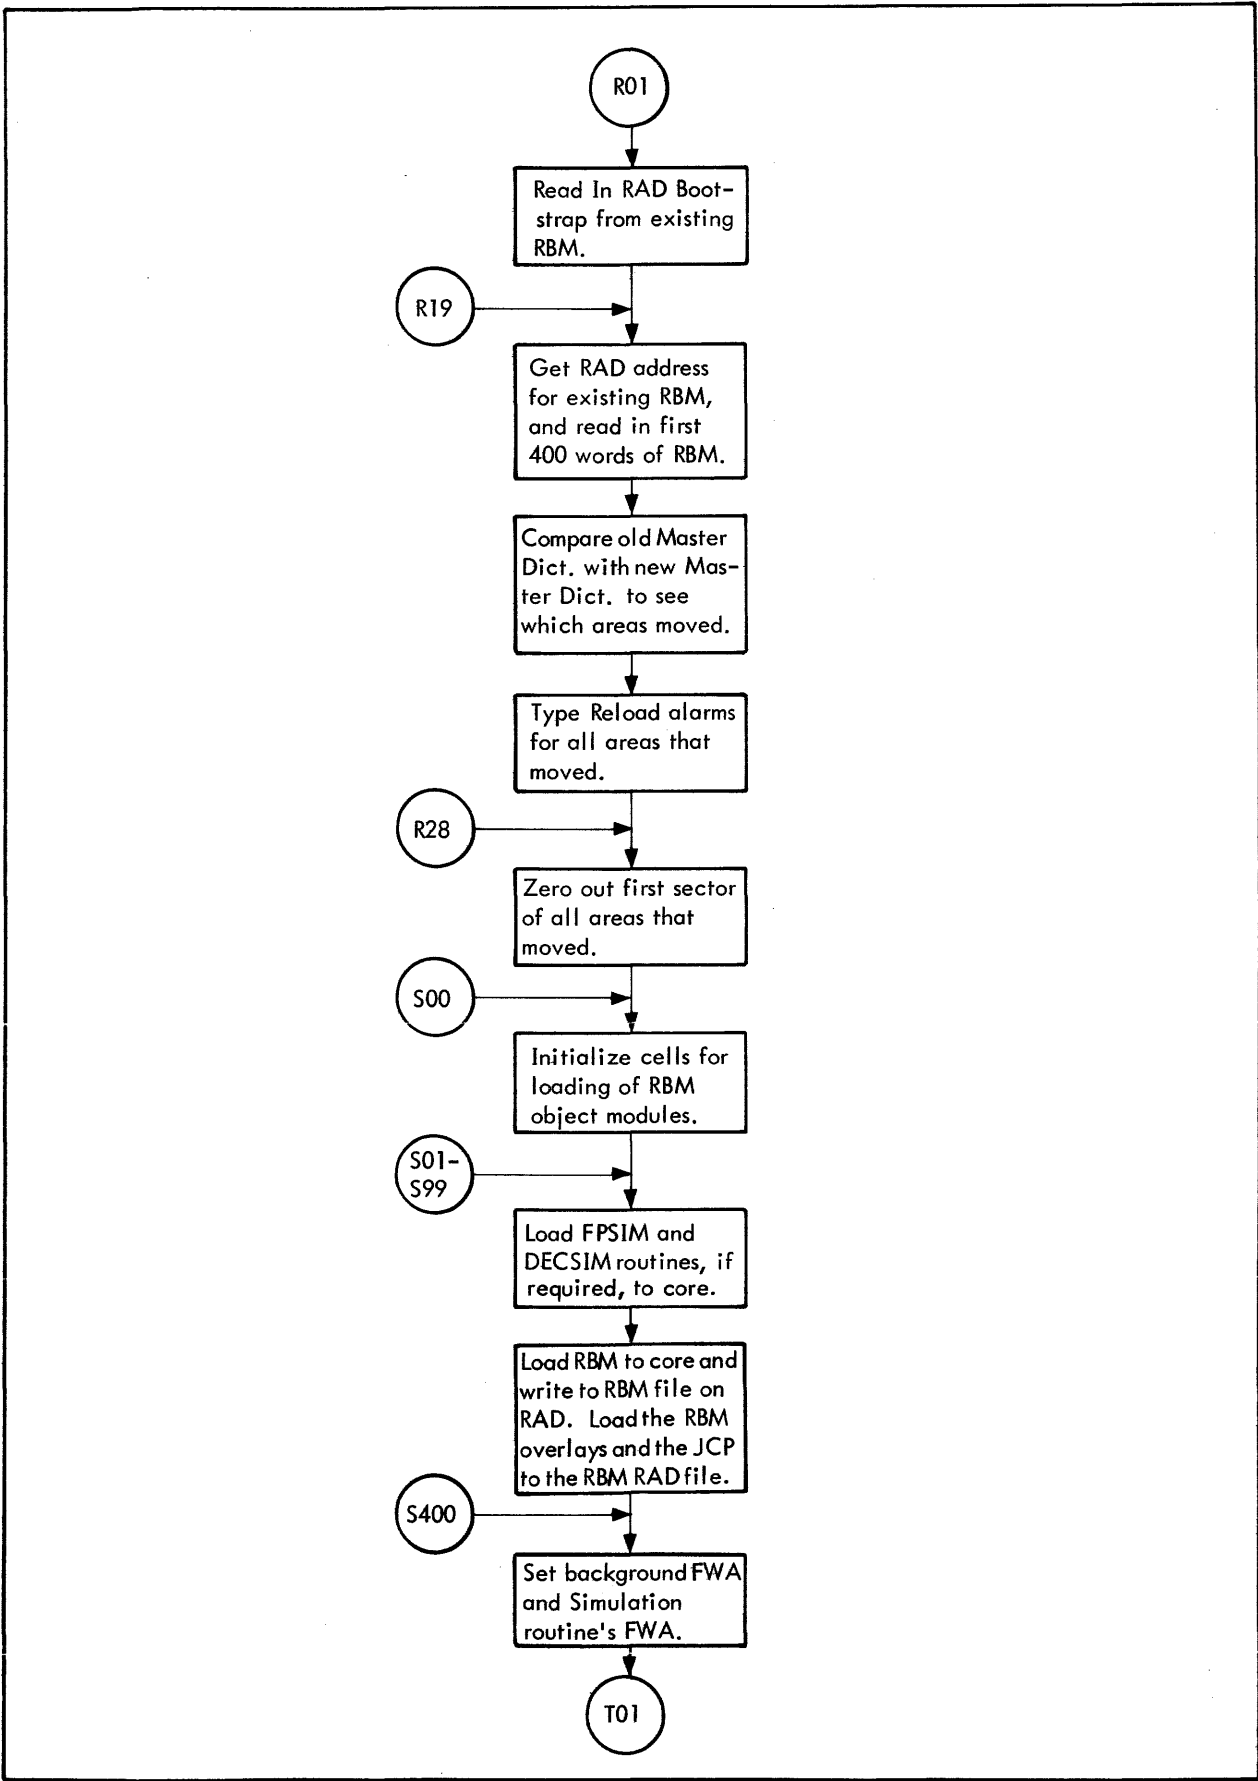 R01
Read In RAD Boot-
strap from existing
RBM.
R19
Get RAD address
for existing RBM,
and read in first
400 words of RBM.
Compare old Master
Dict. with new Mas-
ter Dict. to see
which areas moved.
Type Reload alarms
for all areas that
moved.
R28
Zero out first sector
of all areas that
moved.
S00
Initialize cells for
loading of RBM
object modules.
S01-
S99
Load FPSIM and
DECSIM routines, if
required, to core.
Load RBM to core and
write to RBM file on
RAD. Load the RBM
overlays and the JCP
to the RBM RAD file.
S400
Set background FWA
and Simulation
routine's FWA.
T01